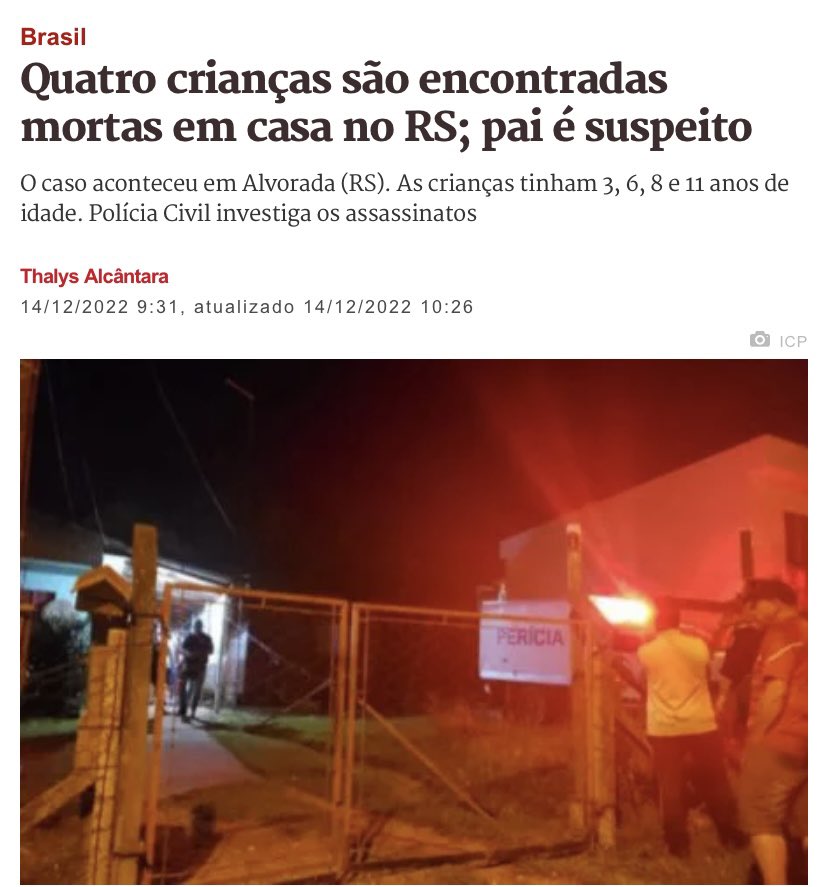 Brasil
Quatro crianças são encontradas
mortas em casa no RS; pai é suspeito
O caso aconteceu em Alvorada (RS). As crianças tinham 3, 6, 8 e 11 anos de
idade. Polícia Civil investiga os assassinatos
Thalys Alcântara
14/12/2022 9:31, atualizado 14/12/2022 10:26
ICP
PERÍCIA